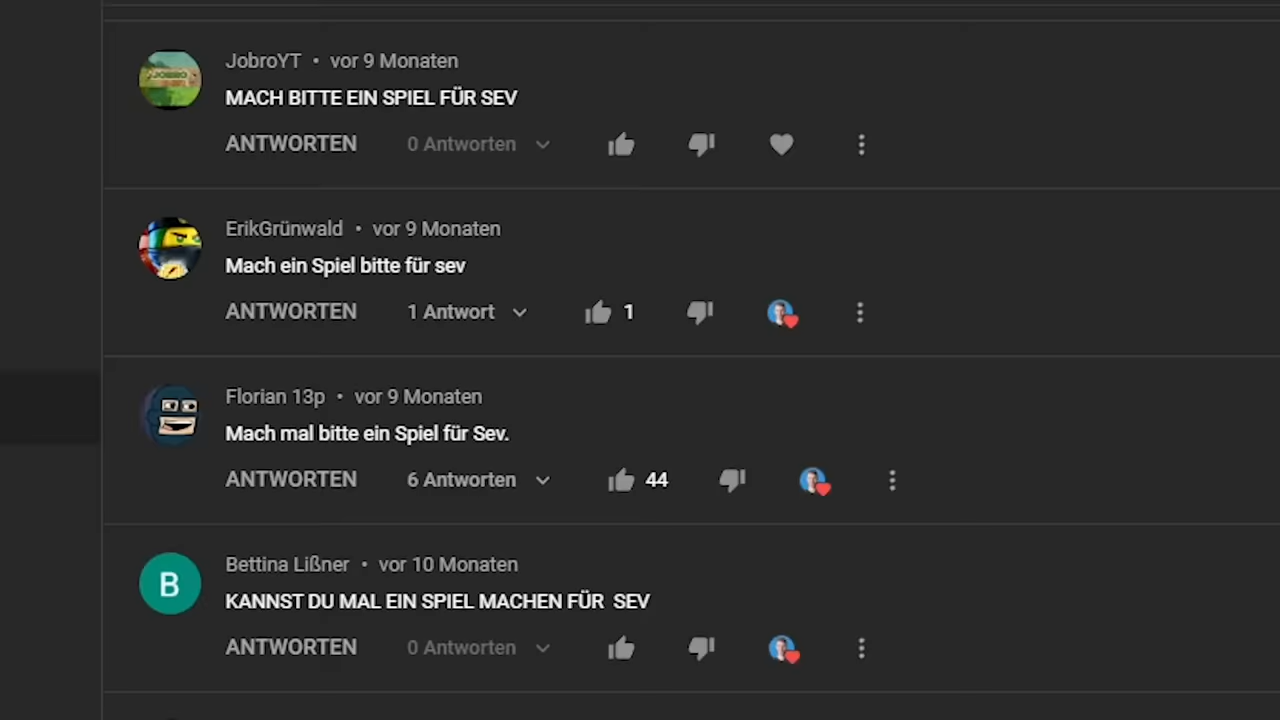 JobroYT • vor 9 Monaten
MACH BITTE EIN SPIEL FÜR SEV
ANTWORTEN 0 Antworten
ErikGrünwald • vor 9 Monaten
Mach ein Spiel bitte für sev
ANTWORTEN 1 Antwort 1
Florian 13p • vor 9 Monaten
Mach mal bitte ein Spiel für Sev.
ANTWORTEN 6 Antworten 44
B
Bettina Lißner • vor 10 Monaten
KANNST DU MAL EIN SPIEL MACHEN FÜR  SEV
ANTWORTEN 0 Antworten